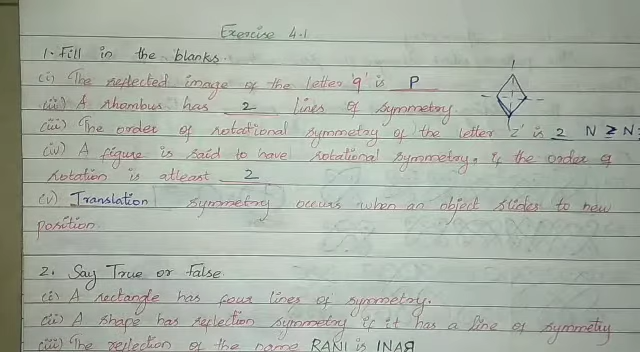 Exercise 4.1
1. Fill in the blanks.
(i) The reflected image of the letter 'q' is P
(ii) A rhombus has 2 lines of symmetry.
(iii) The order of rotational symmetry of the letter 'Z' is 2 N Z N
(iv) A figure is said to have rotational symmetry, if the order of
rotation is atleast 2
(v) Translation symmetry occurs when an object slides to new
position.
2. Say True or False
(i) A rectangle has four lines of symmetry.
(ii) A shape has reflection symmetry if it has a line of symmetry
(iii) The reflection of the name RANI is INAЯ